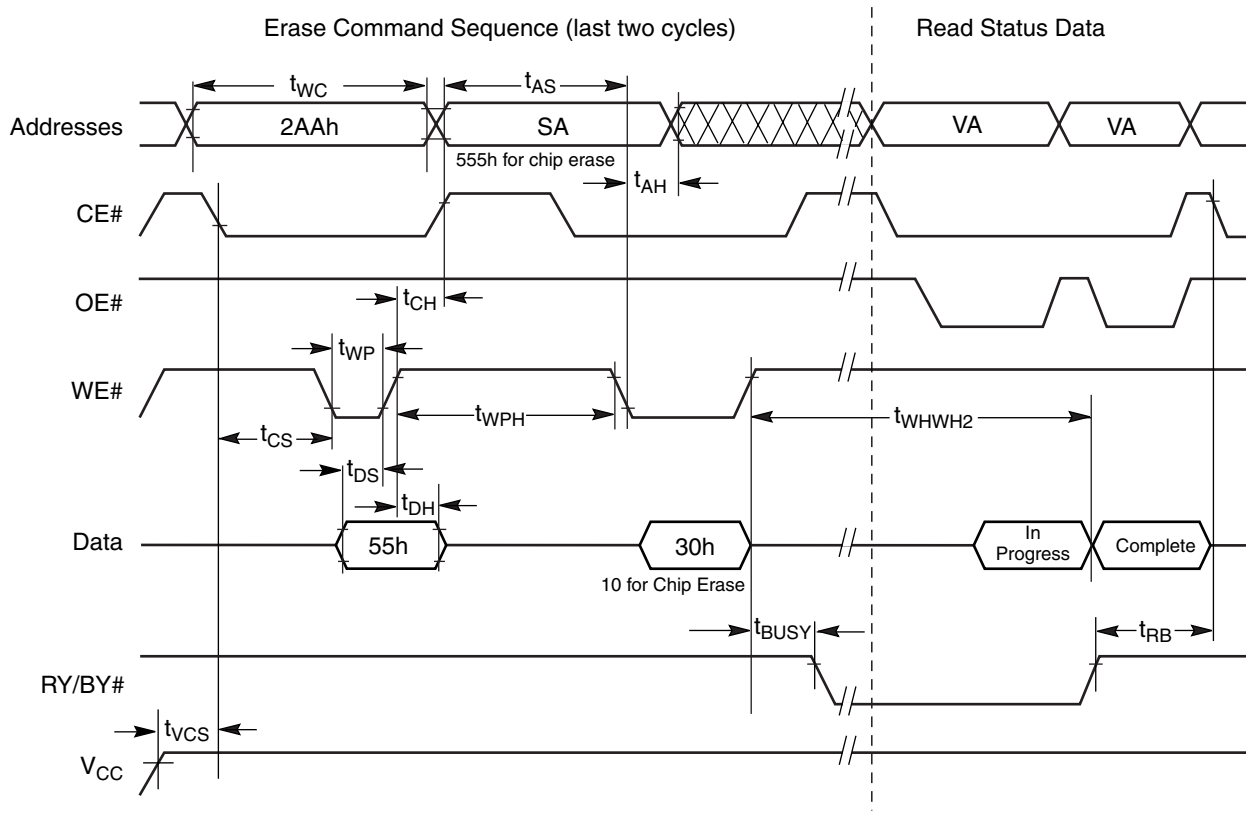 Erase Command Sequence (last two cycles)
Read Status Data
tWC
tAS
Addresses
2AAh
SA
VA
VA
555h for chip erase
tAH
CE#
OE#
tCH
tWP
WE#
tWPH
tWHWH2
tCS
tDS
tDH
Data
55h
30h
In
Progress
Complete
10 for Chip Erase
tBUSY
tRB
RY/BY#
tVCS
VCC